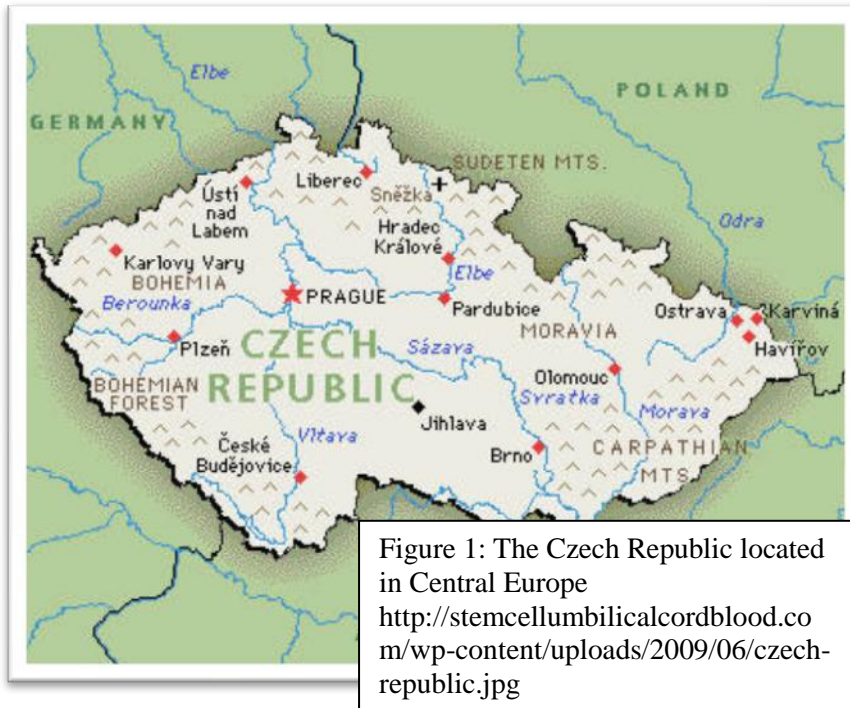 Elbe
POLAND
GERMANY
SUDETEN MTS.
Liberec
Sněžka
Ústí
nad
Labem
Hradec
Králové
Odra
Karlovy Vary
BOHEMIA
Elbe
Berounka
PRAGUE
Pardubice
Ostrava
?Karviná
MORAVIA
Plzeň
CZECH
REPUBLIC
Sázava
Havířov
Olomouc
BOHEMIAN
FOREST
Svratka
Morava
Jihlava
Vltava
České
Budějovice
Brno
CARPATHIAN
MTS.
Figure 1: The Czech Republic located
in Central Europe
http://stemcellumbilicalcordblood.co
m/wp-content/uploads/2009/06/czech-
republic.jpg